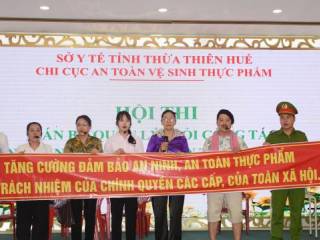 SỞ Y TẾ TỈNH THỪA THIÊN HUẾ
CHI CỤC AN TOÀN VỆ SINH THỰC PHẨM
HỘI THI
TĂNG CƯỜNG ĐẢM BẢO AN NINH, AN TOÀN THỰC PHẨM
TRÁCH NHIỆM CỦA CHÍNH QUYỀN CÁC CẤP, CỦA TOÀN XÃ HỘI.